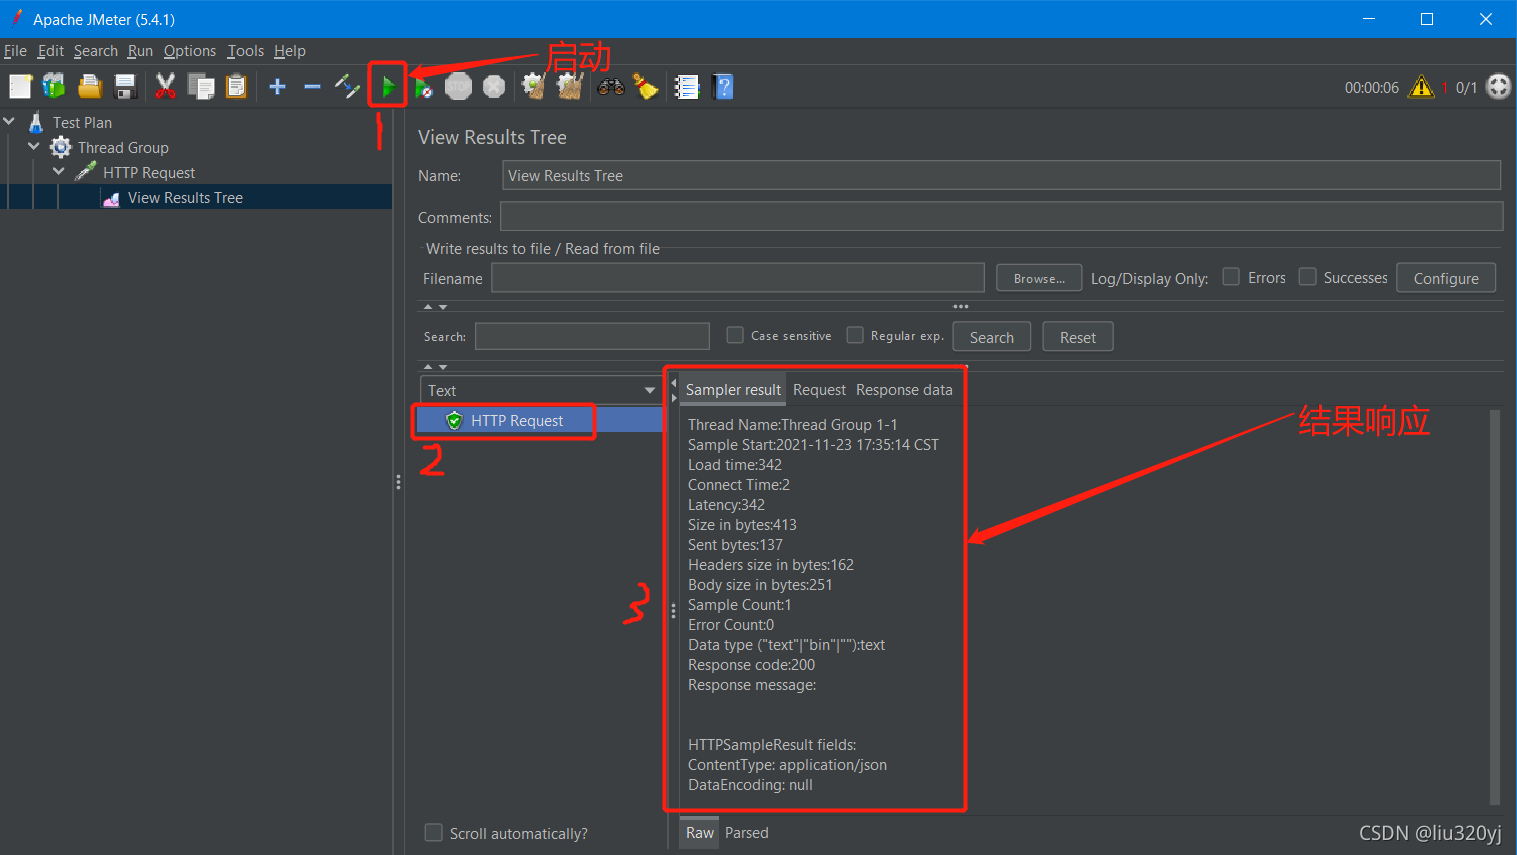 Apache JMeter (5.4.1)
File Edit Search Run Options Tools Help
启动
STOP
00:00:06 1 0/1
1
Test Plan
Thread Group
HTTP Request
View Results Tree
View Results Tree
Name: View Results Tree
Comments:
Write results to file / Read from file
Filename Browse... Log/Display Only: Errors Successes Configure
Search: Case sensitive Regular exp. Search Reset
Text
HTTP Request
2
3
Sampler result Request Response data
结果响应
Thread Name:Thread Group 1-1
Sample Start:2021-11-23 17:35:14 CST
Load time:342
Connect Time:2
Latency:342
Size in bytes:413
Sent bytes:137
Headers size in bytes:162
Body size in bytes:251
Sample Count:1
Error Count:0
Data type ("text"|"bin"|""):text
Response code:200
Response message:
HTTPSampleResult fields:
ContentType: application/json
DataEncoding: null
Scroll automatically?
Raw Parsed
CSDN @liu320yj